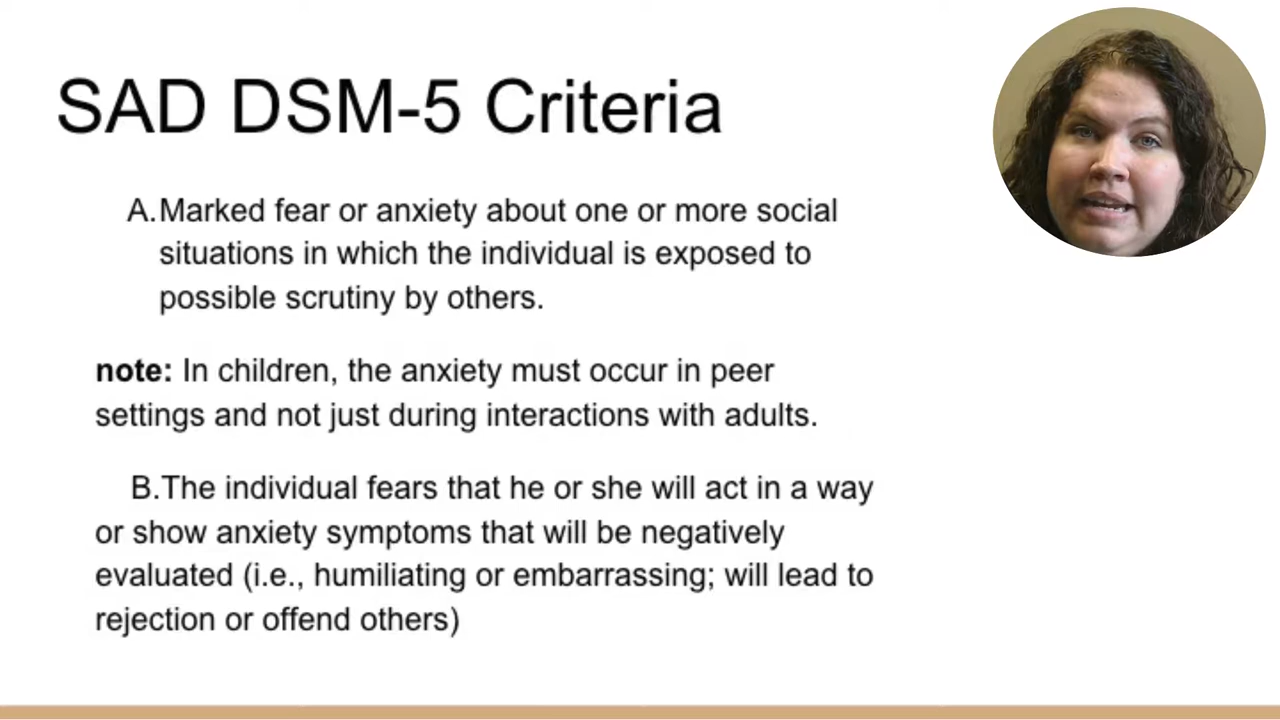 SAD DSM-5 Criteria
A.Marked fear or anxiety about one or more social
situations in which the individual is exposed to
possible scrutiny by others.
note: In children, the anxiety must occur in peer
settings and not just during interactions with adults.
B.The individual fears that he or she will act in a way
or show anxiety symptoms that will be negatively
evaluated (i.e., humiliating or embarrassing; will lead to
rejection or offend others)